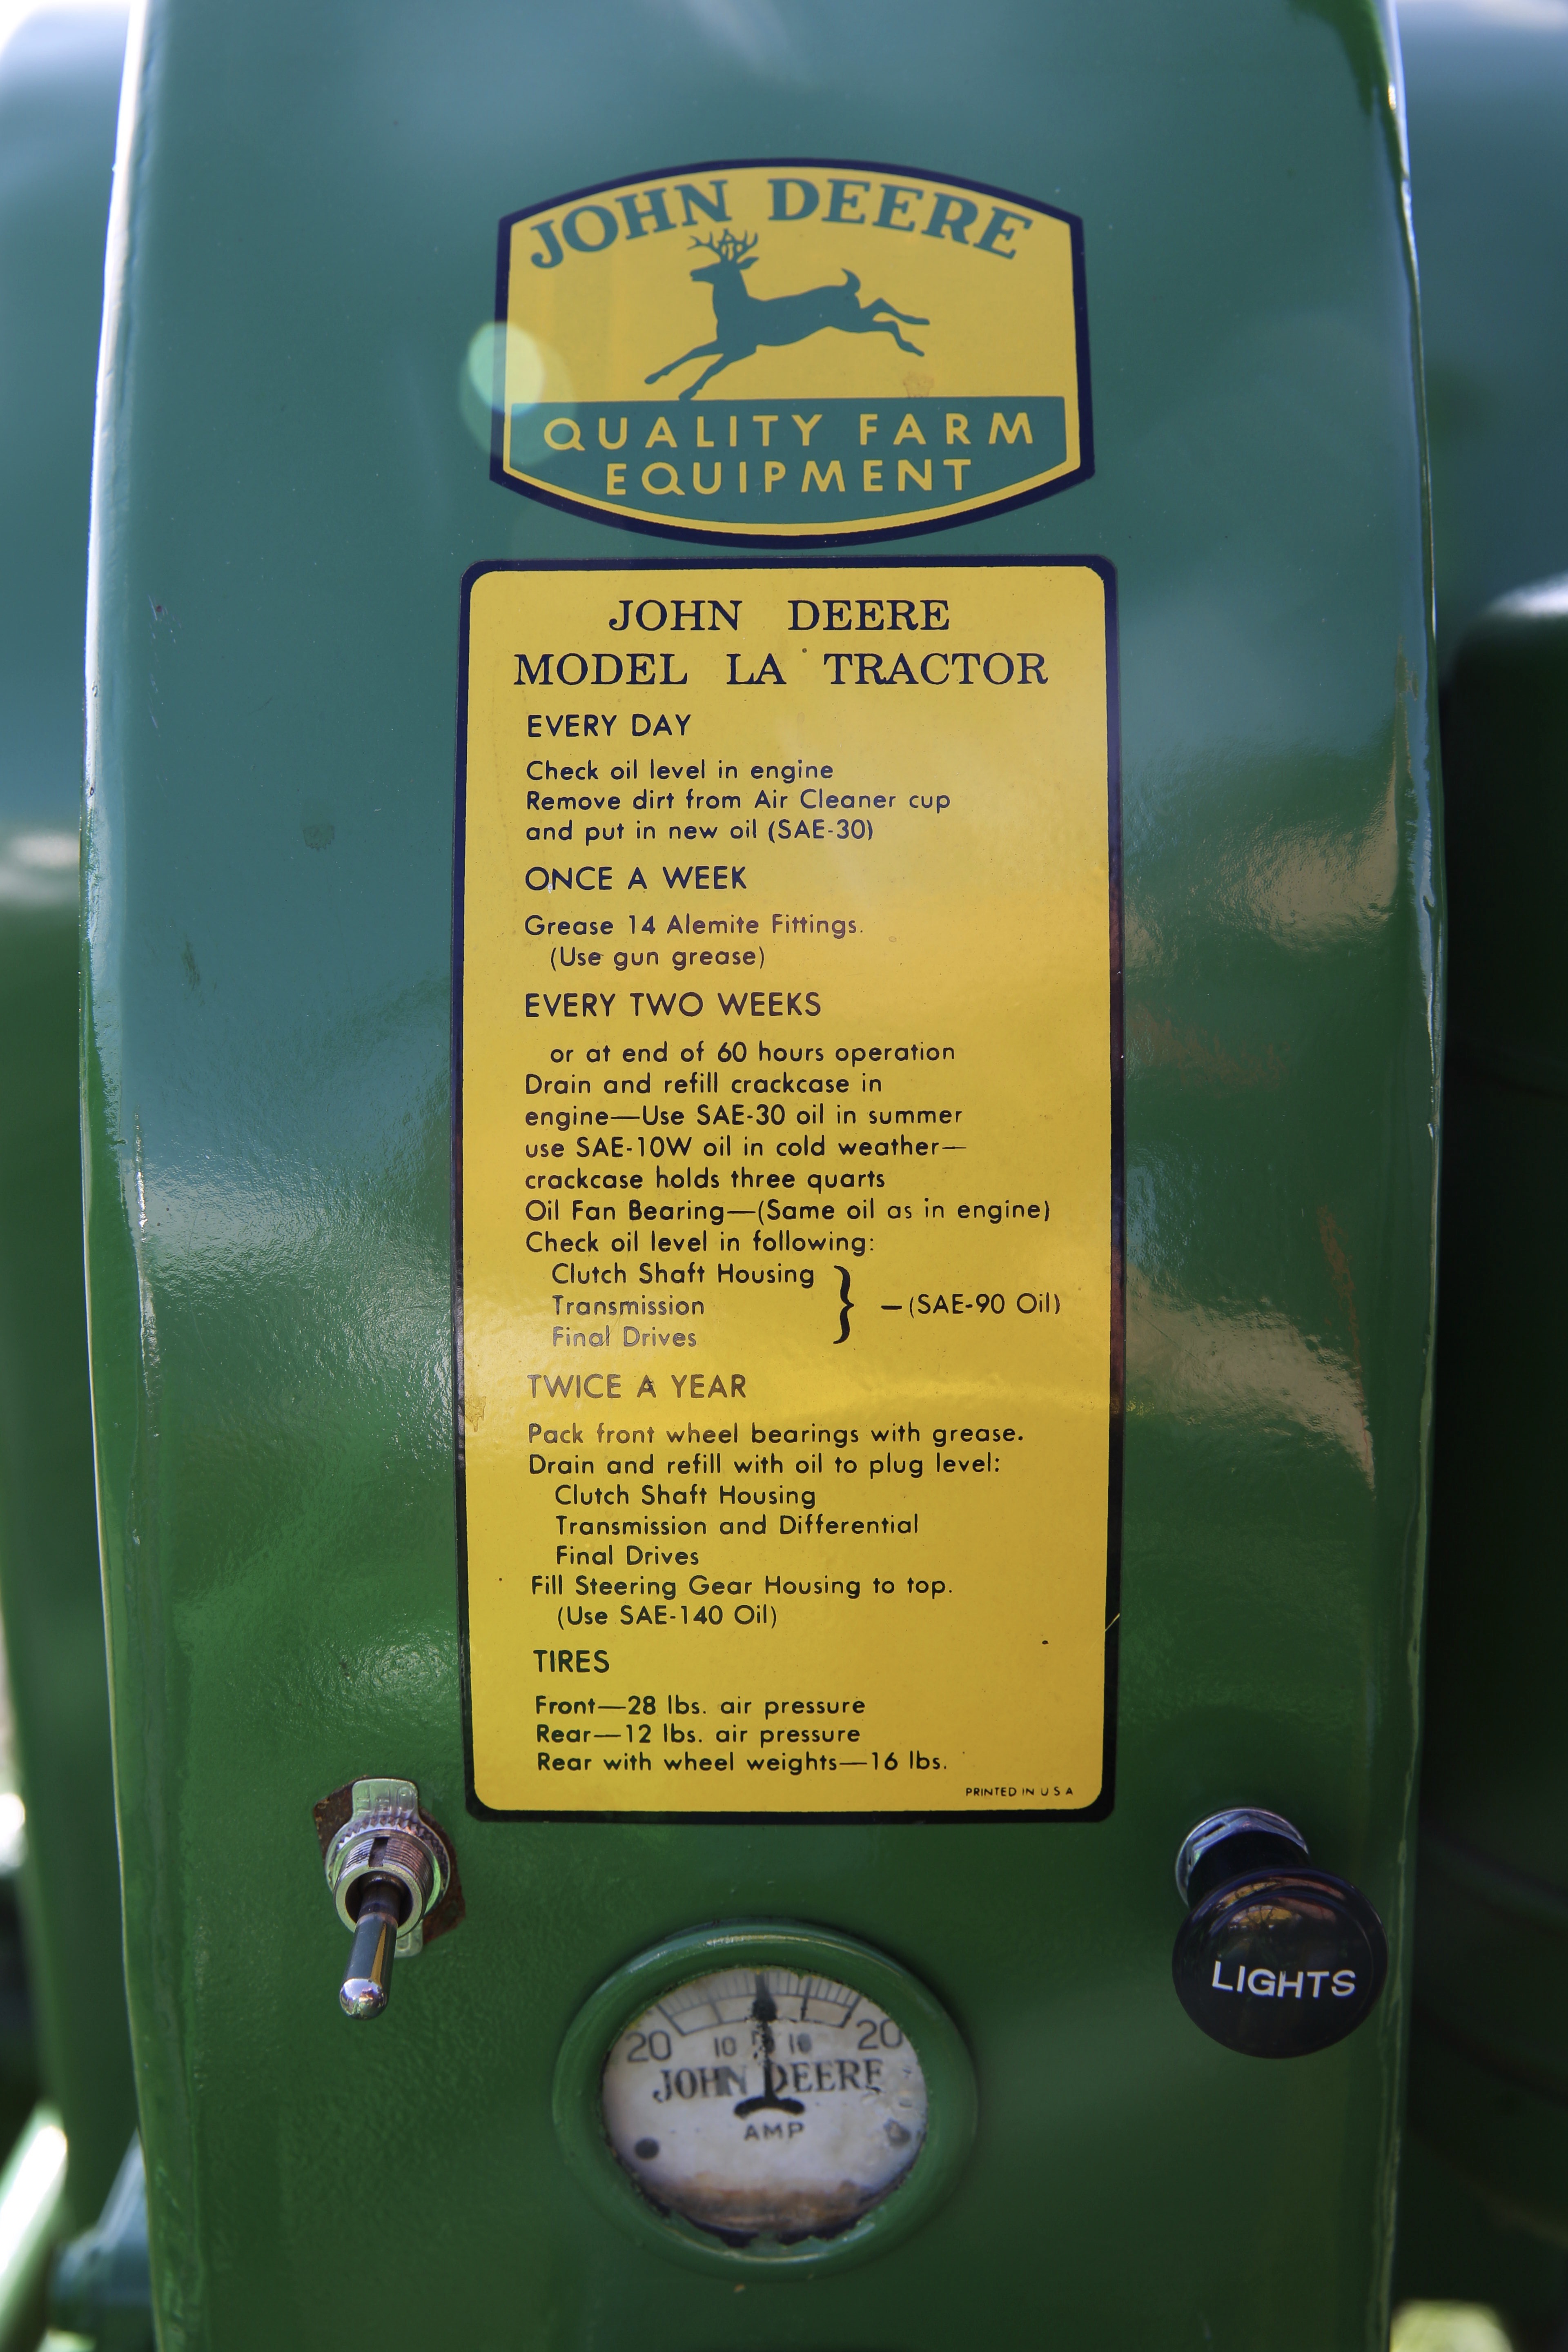 JOHN DEERE
QUALITY FARM
EQUIPMENT
JOHN DEERE
MODEL LA TRACTOR
EVERY DAY
Check oil level in engine
Remove dirt from Air Cleaner cup
and put in new oil (SAE-30)
ONCE A WEEK
Grease 14 Alemite Fittings.
(Use gun grease)
EVERY TWO WEEKS
or at end of 60 hours operation
Drain and refill crackcase in
engine—Use SAE-30 oil in summer
use SAE-10W oil in cold weather—
crackcase holds three quarts
Oil Fan Bearing—(Same oil as in engine)
Check oil level in following:
Clutch Shaft Housing
Transmission } —(SAE-90 Oil)
Final Drives
TWICE A YEAR
Pack front wheel bearings with grease.
Drain and refill with oil to plug level:
Clutch Shaft Housing
Transmission and Differential
Final Drives
Fill Steering Gear Housing to top.
(Use SAE-140 Oil)
TIRES
Front—28 lbs. air pressure
Rear—12 lbs. air pressure
Rear with wheel weights—16 lbs.
PRINTED IN U S A
LIGHTS
20 10 10 20
JOHN DEERE
AMP